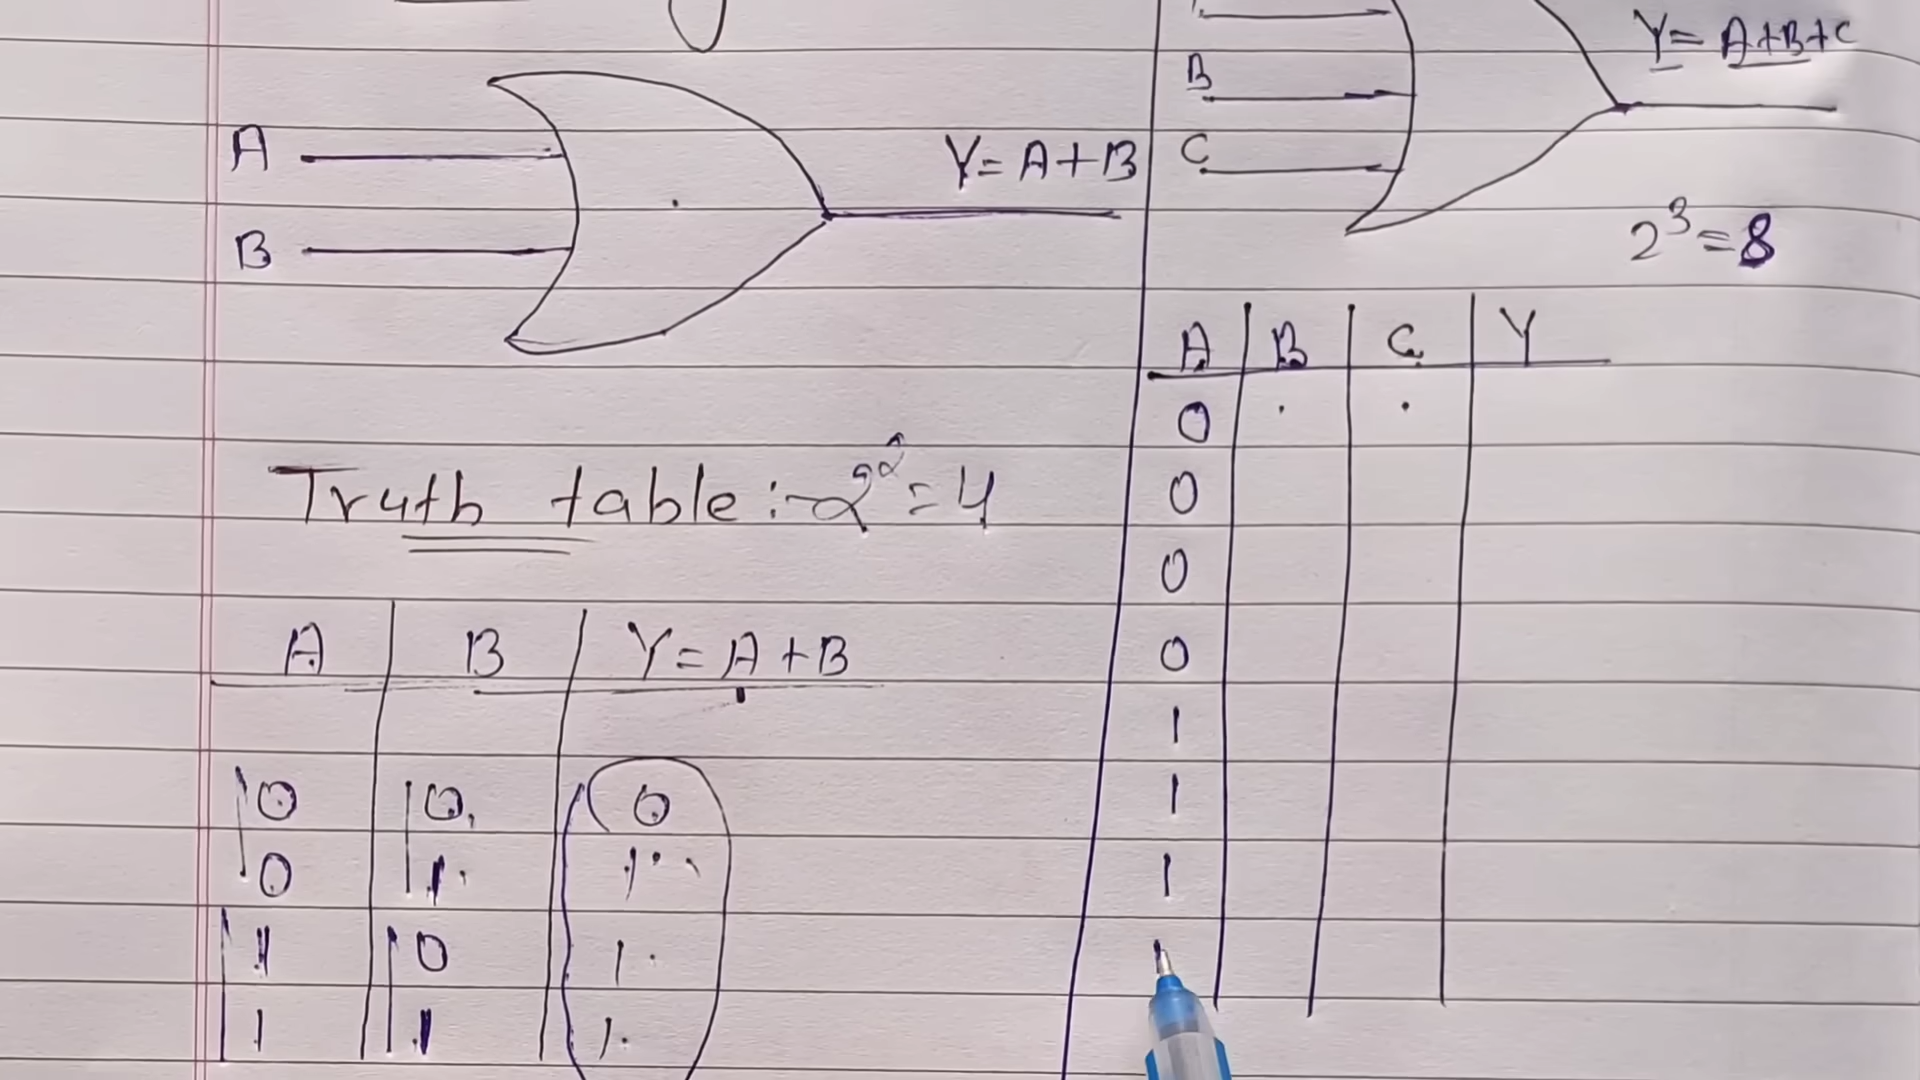 A
B
Y=A+B
Truth table:-2²=4
A B Y=A+B
0 0 0
0 1 1
1 0 1
1 1 1
Y=A+B+C
B
C
2³=8
A B C Y
0
0
0
0
1
1
1